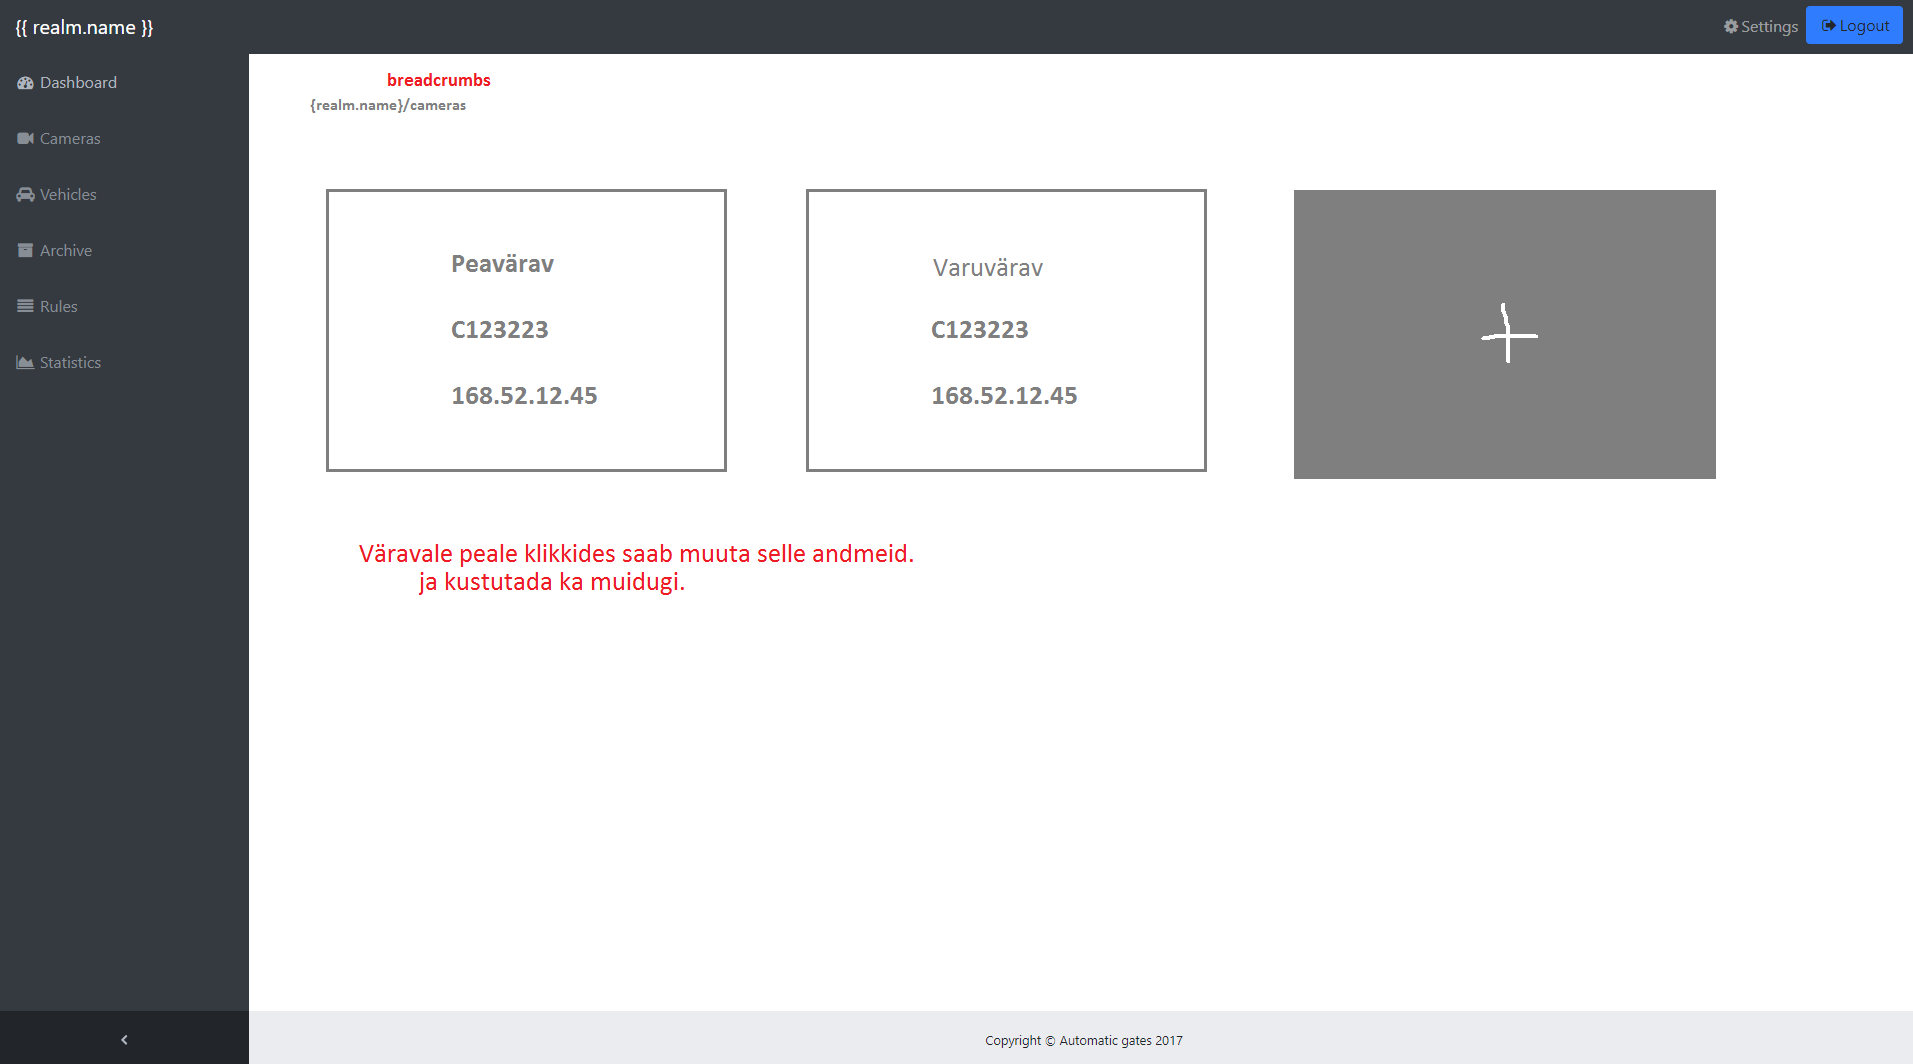 {{ realm.name }}
Settings
Logout
Dashboard
Cameras
Vehicles
Archive
Rules
Statistics
breadcrumbs
{realm.name}/cameras
Peavärav
C123223
168.52.12.45
Varuvärav
C123223
168.52.12.45
Väravale peale klikkides saab muuta selle andmeid.
ja kustutada ka muidugi.
Copyright © Automatic gates 2017